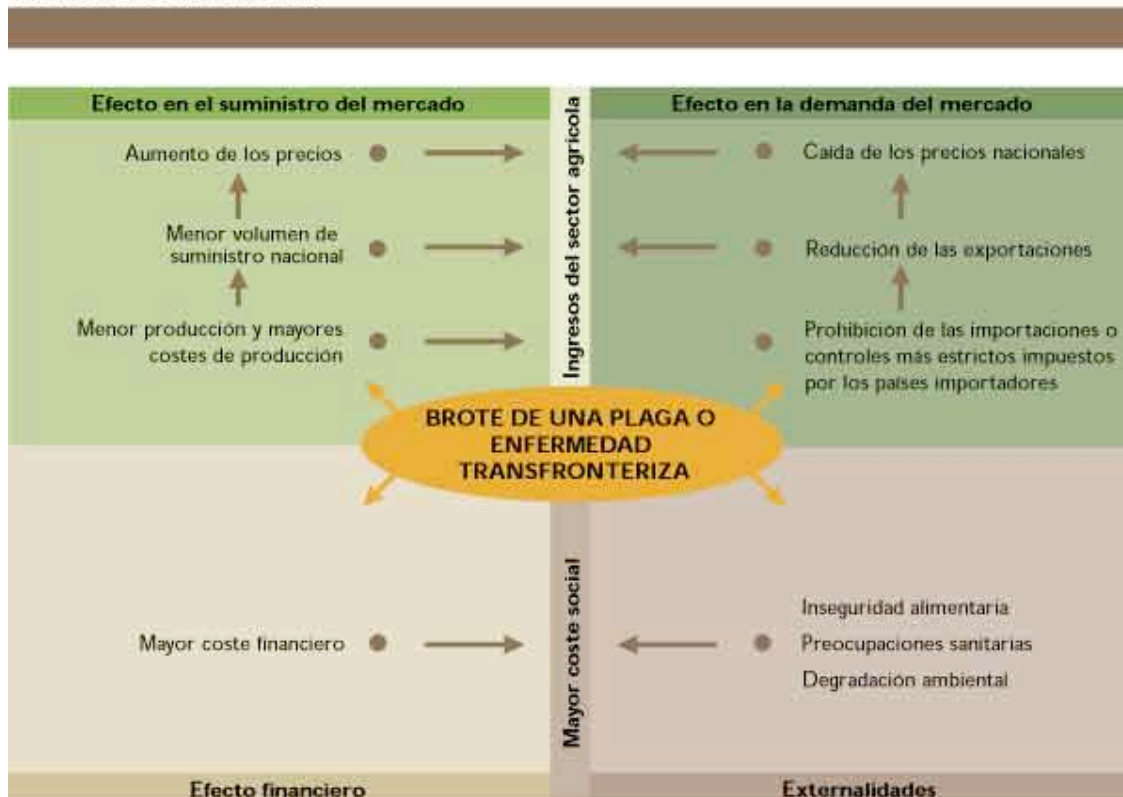 Efecto en el suministro del mercado
Aumento de los precios
Menor volumen de
suministro nacional
Menor producción y mayores
costes de producción
Ingresos del sector agrícola
Efecto en la demanda del mercado
Caída de los precios nacionales
Reducción de las exportaciones
Prohibición de las importaciones o
controles más estrictos impuestos
por los países importadores
BROTE DE UNA PLAGA O
ENFERMEDAD
TRANSFRONTERIZA
Mayor coste financiero
Mayor coste social
Inseguridad alimentaria
Preocupaciones sanitarias
Degradación ambiental
Efecto financiero
Externalidades